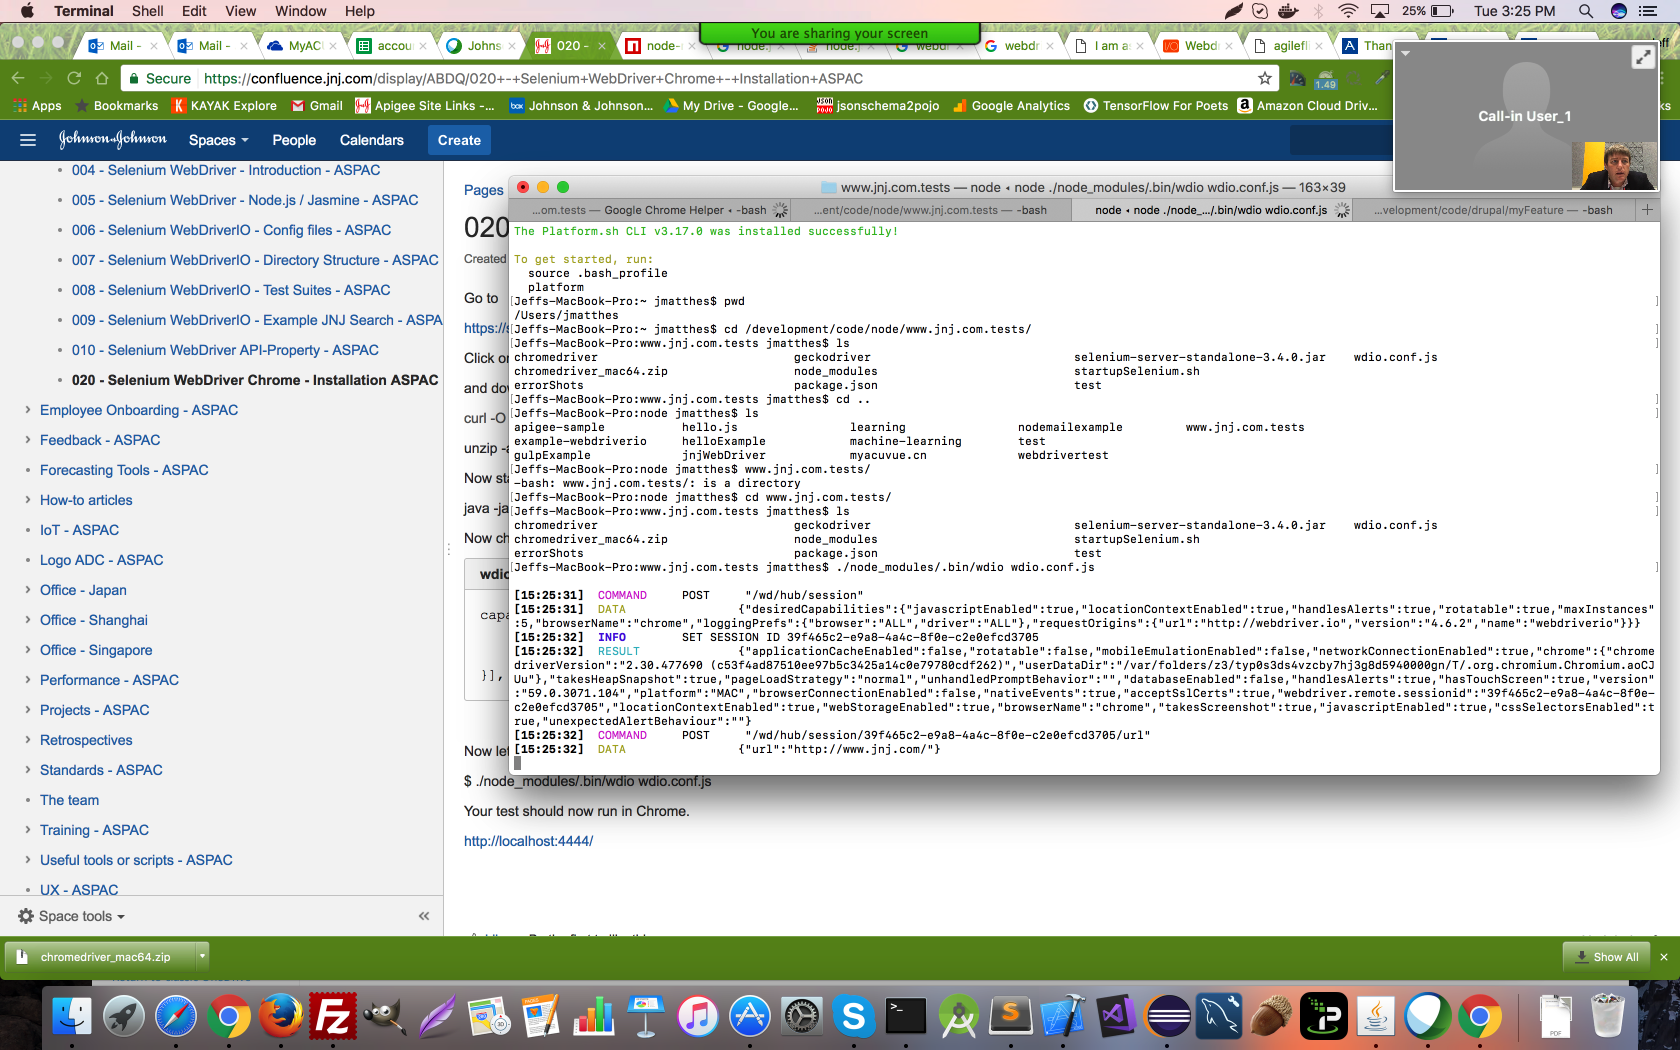 Terminal Shell Edit View Window Help
25% Tue 3:25 PM
You are sharing your screen
Mail - Mail - MyAC accou Johns 020 - node- webdr I am a Webdi agilefl Than
Secure https://confluence.jnj.com/display/ABDQ/020+-+Selenium+WebDriver+Chrome+-+Installation+ASPAC
1.49
Apps Bookmarks KAYAK Explore Gmail Apigee Site Links -... Johnson & Johnson... My Drive - Google... jsonschema2pojo Google Analytics TensorFlow For Poets Amazon Cloud Driv...
Call-in User_1
Johnson & Johnson Spaces People Calendars Create
004 - Selenium WebDriver - Introduction - ASPAC
005 - Selenium WebDriver - Node.js / Jasmine - ASPAC
006 - Selenium WebDriverIO - Config files - ASPAC
007 - Selenium WebDriverIO - Directory Structure - ASPAC
008 - Selenium WebDriverIO - Test Suites - ASPAC
009 - Selenium WebDriverIO - Example JNJ Search - ASPA
010 - Selenium WebDriver API-Property - ASPAC
020 - Selenium WebDriver Chrome - Installation ASPAC
Employee Onboarding - ASPAC
Feedback - ASPAC
Forecasting Tools - ASPAC
How-to articles
IoT - ASPAC
Logo ADC - ASPAC
Office - Japan
Office - Shanghai
Office - Singapore
Performance - ASPAC
Projects - ASPAC
Retrospectives
Standards - ASPAC
The team
Training - ASPAC
Useful tools or scripts - ASPAC
UX - ASPAC
Space tools
Pages
020
Created
Go to
https://s
Click on
and dov
curl -O
unzip -a
Now sta
java -ja
Now ch
wdio
capa
}],
Now let
$ ./node_modules/.bin/wdio wdio.conf.js
Your test should now run in Chrome.
http://localhost:4444/
www.jnj.com.tests — node ◂ node ./node_modules/.bin/wdio wdio.conf.js — 163×39
...om.tests — Google Chrome Helper ◂ -bash ...ent/code/node/www.jnj.com.tests — -bash node ◂ node ./node_.../.bin/wdio wdio.conf.js ...velopment/code/drupal/myFeature — -bash
The Platform.sh CLI v3.17.0 was installed successfully!
To get started, run:
source .bash_profile
platform
[Jeffs-MacBook-Pro:~ jmatthes$ pwd ]
/Users/jmatthes
[Jeffs-MacBook-Pro:~ jmatthes$ cd /development/code/node/www.jnj.com.tests/ ]
[Jeffs-MacBook-Pro:www.jnj.com.tests jmatthes$ ls ]
chromedriver geckodriver selenium-server-standalone-3.4.0.jar wdio.conf.js
chromedriver_mac64.zip node_modules startupSelenium.sh
errorShots package.json test
[Jeffs-MacBook-Pro:www.jnj.com.tests jmatthes$ cd .. ]
[Jeffs-MacBook-Pro:node jmatthes$ ls ]
apigee-sample hello.js learning nodemailexample www.jnj.com.tests
example-webdriverio helloExample machine-learning test
gulpExample jnjWebDriver myacuvue.cn webdrivertest
[Jeffs-MacBook-Pro:node jmatthes$ www.jnj.com.tests/ ]
-bash: www.jnj.com.tests/: is a directory
[Jeffs-MacBook-Pro:node jmatthes$ cd www.jnj.com.tests/ ]
[Jeffs-MacBook-Pro:www.jnj.com.tests jmatthes$ ls ]
chromedriver geckodriver selenium-server-standalone-3.4.0.jar wdio.conf.js
chromedriver_mac64.zip node_modules startupSelenium.sh
errorShots package.json test
[Jeffs-MacBook-Pro:www.jnj.com.tests jmatthes$ ./node_modules/.bin/wdio wdio.conf.js ]
[15:25:31] COMMAND POST "/wd/hub/session"
[15:25:31] DATA {"desiredCapabilities":{"javascriptEnabled":true,"locationContextEnabled":true,"handlesAlerts":true,"rotatable":true,"maxInstances"
:5,"browserName":"chrome","loggingPrefs":{"browser":"ALL","driver":"ALL"},"requestOrigins":{"url":"http://webdriver.io","version":"4.6.2","name":"webdriverio"}}}
[15:25:32] INFO SET SESSION ID 39f465c2-e9a8-4a4c-8f0e-c2e0efcd3705
[15:25:32] RESULT {"applicationCacheEnabled":false,"rotatable":false,"mobileEmulationEnabled":false,"networkConnectionEnabled":true,"chrome":{"chrome
driverVersion":"2.30.477690 (c53f4ad87510ee97b5c3425a14c0e79780cdf262)","userDataDir":"/var/folders/z3/typ0s3ds4vzcby7hj3g8d5940000gn/T/.org.chromium.Chromium.aoCJ
Uu"},"takesHeapSnapshot":true,"pageLoadStrategy":"normal","unhandledPromptBehavior":"","databaseEnabled":false,"handlesAlerts":true,"hasTouchScreen":true,"version"
:"59.0.3071.104","platform":"MAC","browserConnectionEnabled":false,"nativeEvents":true,"acceptSslCerts":true,"webdriver.remote.sessionid":"39f465c2-e9a8-4a4c-8f0e-
c2e0efcd3705","locationContextEnabled":true,"webStorageEnabled":true,"browserName":"chrome","takesScreenshot":true,"javascriptEnabled":true,"cssSelectorsEnabled":t
rue,"unexpectedAlertBehaviour":""}
[15:25:32] COMMAND POST "/wd/hub/session/39f465c2-e9a8-4a4c-8f0e-c2e0efcd3705/url"
[15:25:32] DATA {"url":"http://www.jnj.com/"}
chromedriver_mac64.zip
Show All